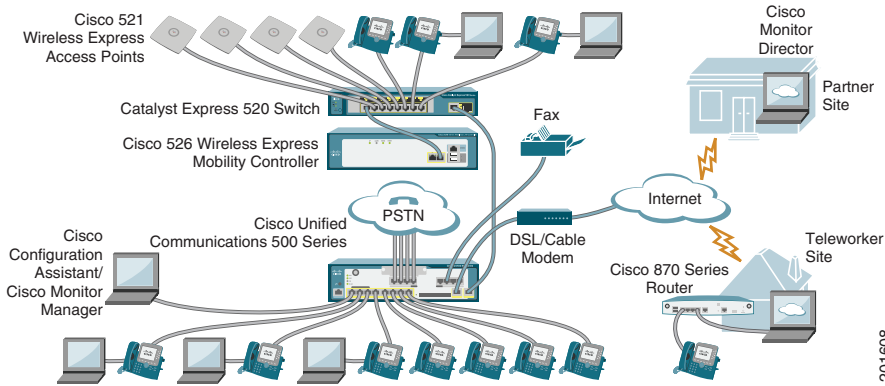 Cisco 521
Wireless Express
Access Points
Catalyst Express 520 Switch
Cisco 526 Wireless Express
Mobility Controller
Fax
Cisco
Monitor
Director
Partner
Site
Internet
PSTN
Cisco Unified
Communications 500 Series
DSL/Cable
Modem
Cisco
Configuration
Assistant/
Cisco Monitor
Manager
Teleworker
Site
Cisco 870 Series
Router
201608